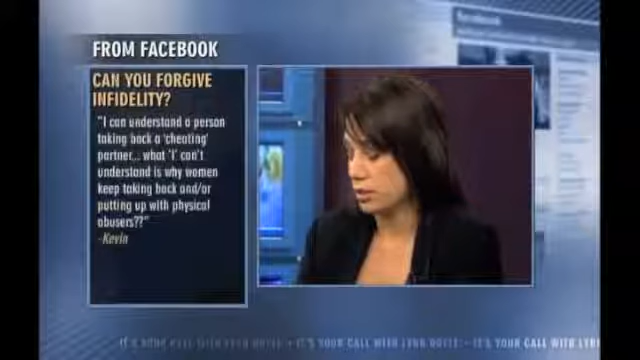 FROM FACEBOOK
CAN YOU FORGIVE
INFIDELITY?
"I can understand a person
taking back a 'cheating'
partner... what 'I' can't
understand is why women
keep taking back and/or
putting up with physical
abusers??"
-Kevin
IT'S YOUR CALL WITH LYNN DOYLE • IT'S YOUR CALL WITH LYNN DOYLE • IT'S YOUR CALL WITH LYNN